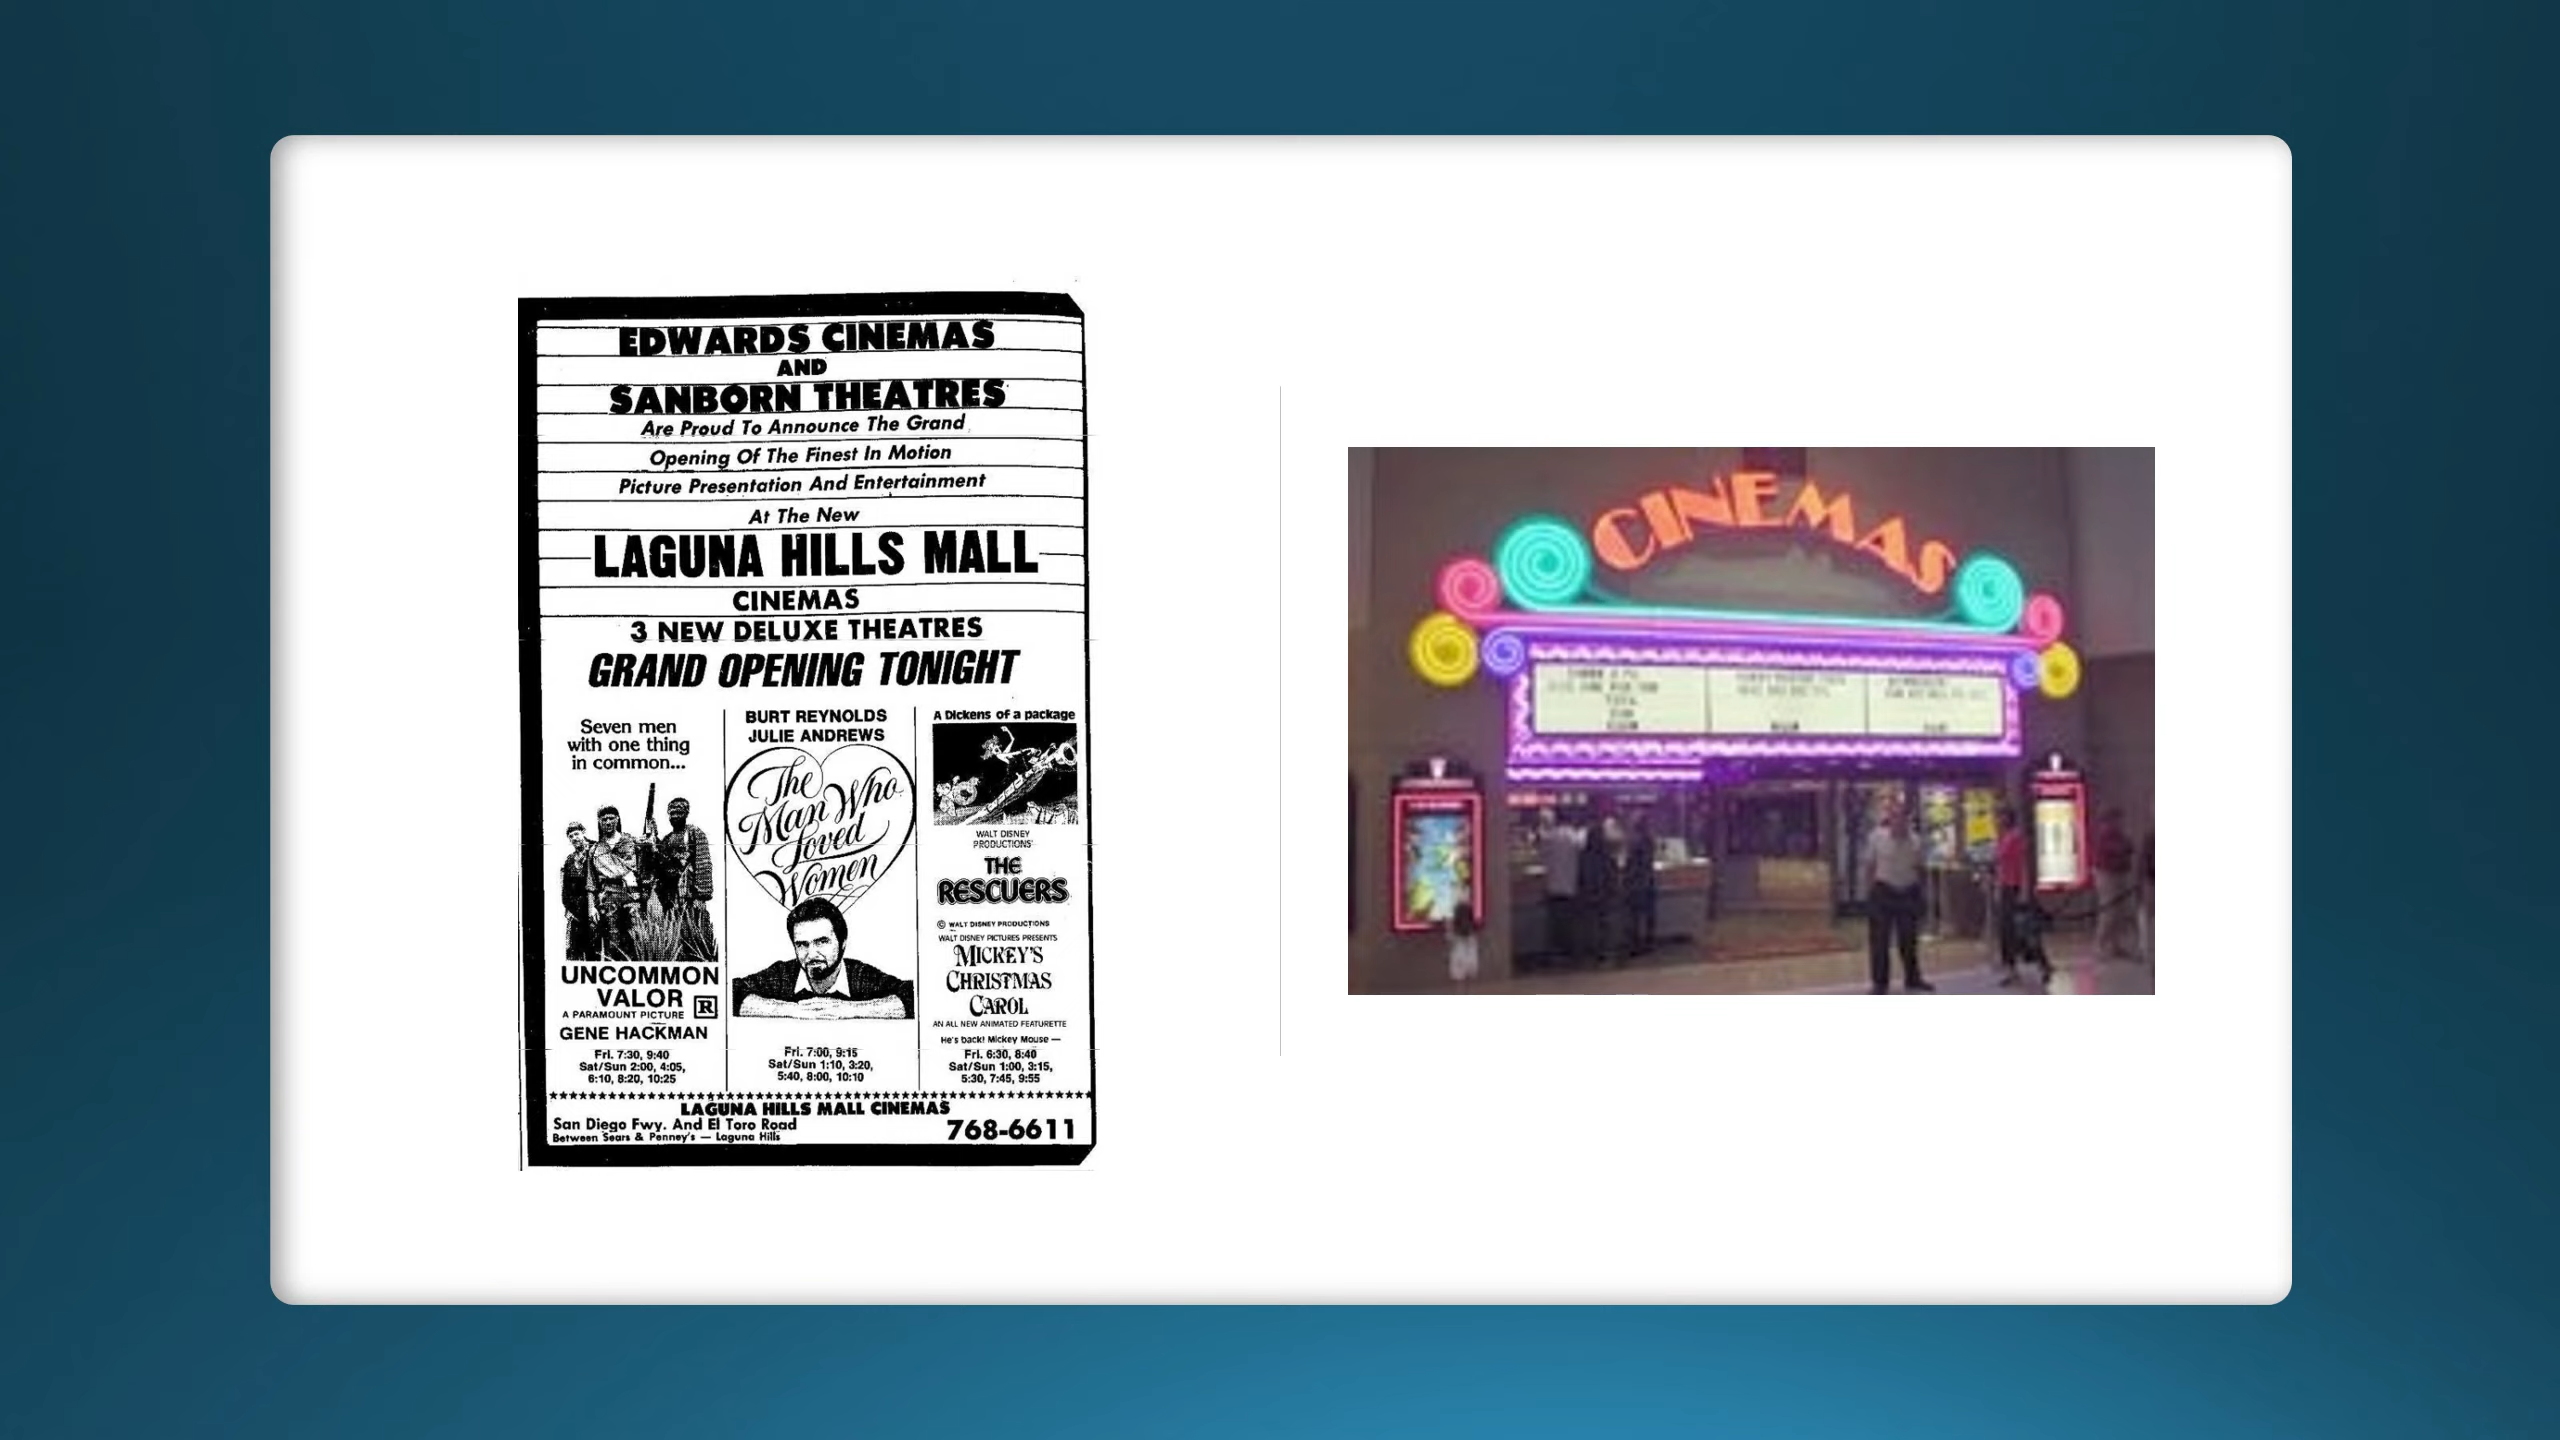 EDWARDS CINEMAS
AND
SANBORN THEATRES
Are Proud To Announce The Grand
Opening Of The Finest In Motion
Picture Presentation And Entertainment
At The New
LAGUNA HILLS MALL
CINEMAS
3 NEW DELUXE THEATRES
GRAND OPENING TONIGHT
Seven men
with one thing
in common...
UNCOMMON
VALOR R
A PARAMOUNT PICTURE
GENE HACKMAN
Fri. 7:30, 9:40
Sat/Sun 2:00, 4:05,
6:10, 8:20, 10:25
BURT REYNOLDS
JULIE ANDREWS
The
Man Who
Loved
Women
Fri. 7:00, 9:15
Sat/Sun 1:10, 3:20,
5:40, 8:00, 10:10
A Dickens of a package
WALT DISNEY
PRODUCTIONS'
THE
RESCUERS
© WALT DISNEY PRODUCTIONS
WALT DISNEY PICTURES PRESENTS
MICKEY'S
CHRISTMAS
CAROL
AN ALL NEW ANIMATED FEATURETTE
He's back! Mickey Mouse —
Fri. 6:30, 8:40
Sat/Sun 1:00, 3:15,
5:30, 7:45, 9:55
LAGUNA HILLS MALL CINEMAS
San Diego Fwy. And El Toro Road
Between Sears & Penney's — Laguna Hills
768-6611
CINEMAS